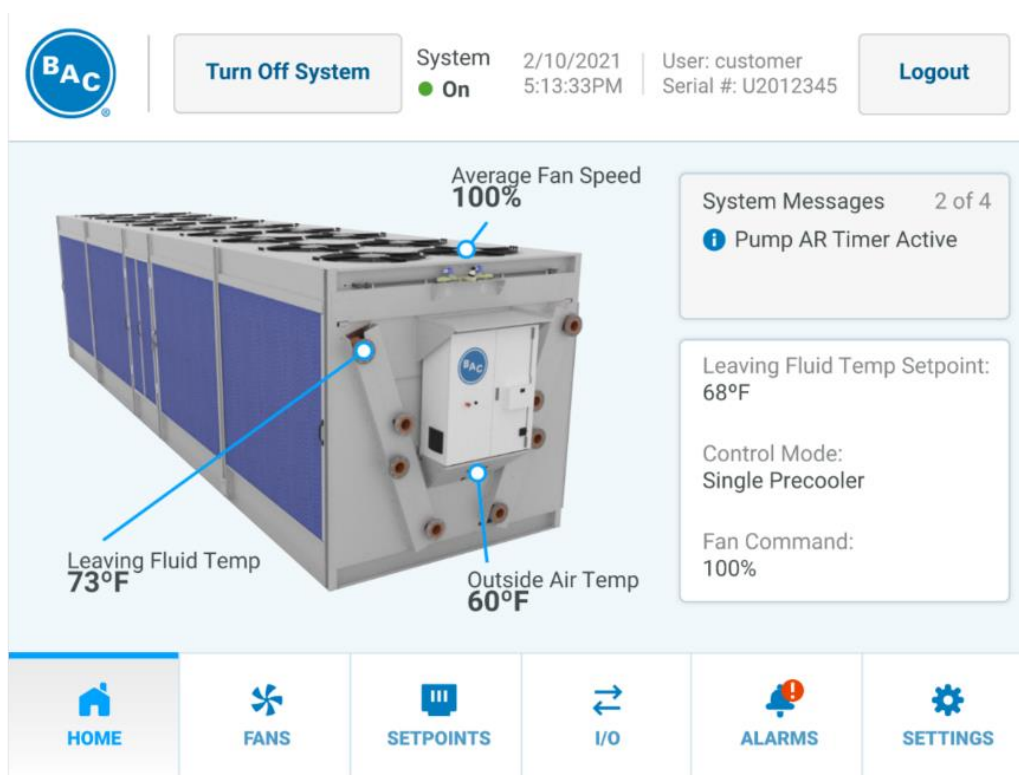 BAC
®
Turn Off System
System
On
2/10/2021
5:13:33PM
User: customer
Serial #: U2012345
Logout
Average Fan Speed
100%
System Messages 2 of 4
Pump AR Timer Active
BAC
Leaving Fluid Temp Setpoint:
68ºF
Control Mode:
Single Precooler
Fan Command:
100%
Leaving Fluid Temp
73ºF
Outside Air Temp
60ºF
HOME
FANS
SETPOINTS
I/O
ALARMS
SETTINGS